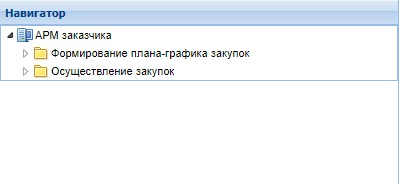 Навигатор
АРМ заказчика
Формирование плана-графика закупок
Осуществление закупок